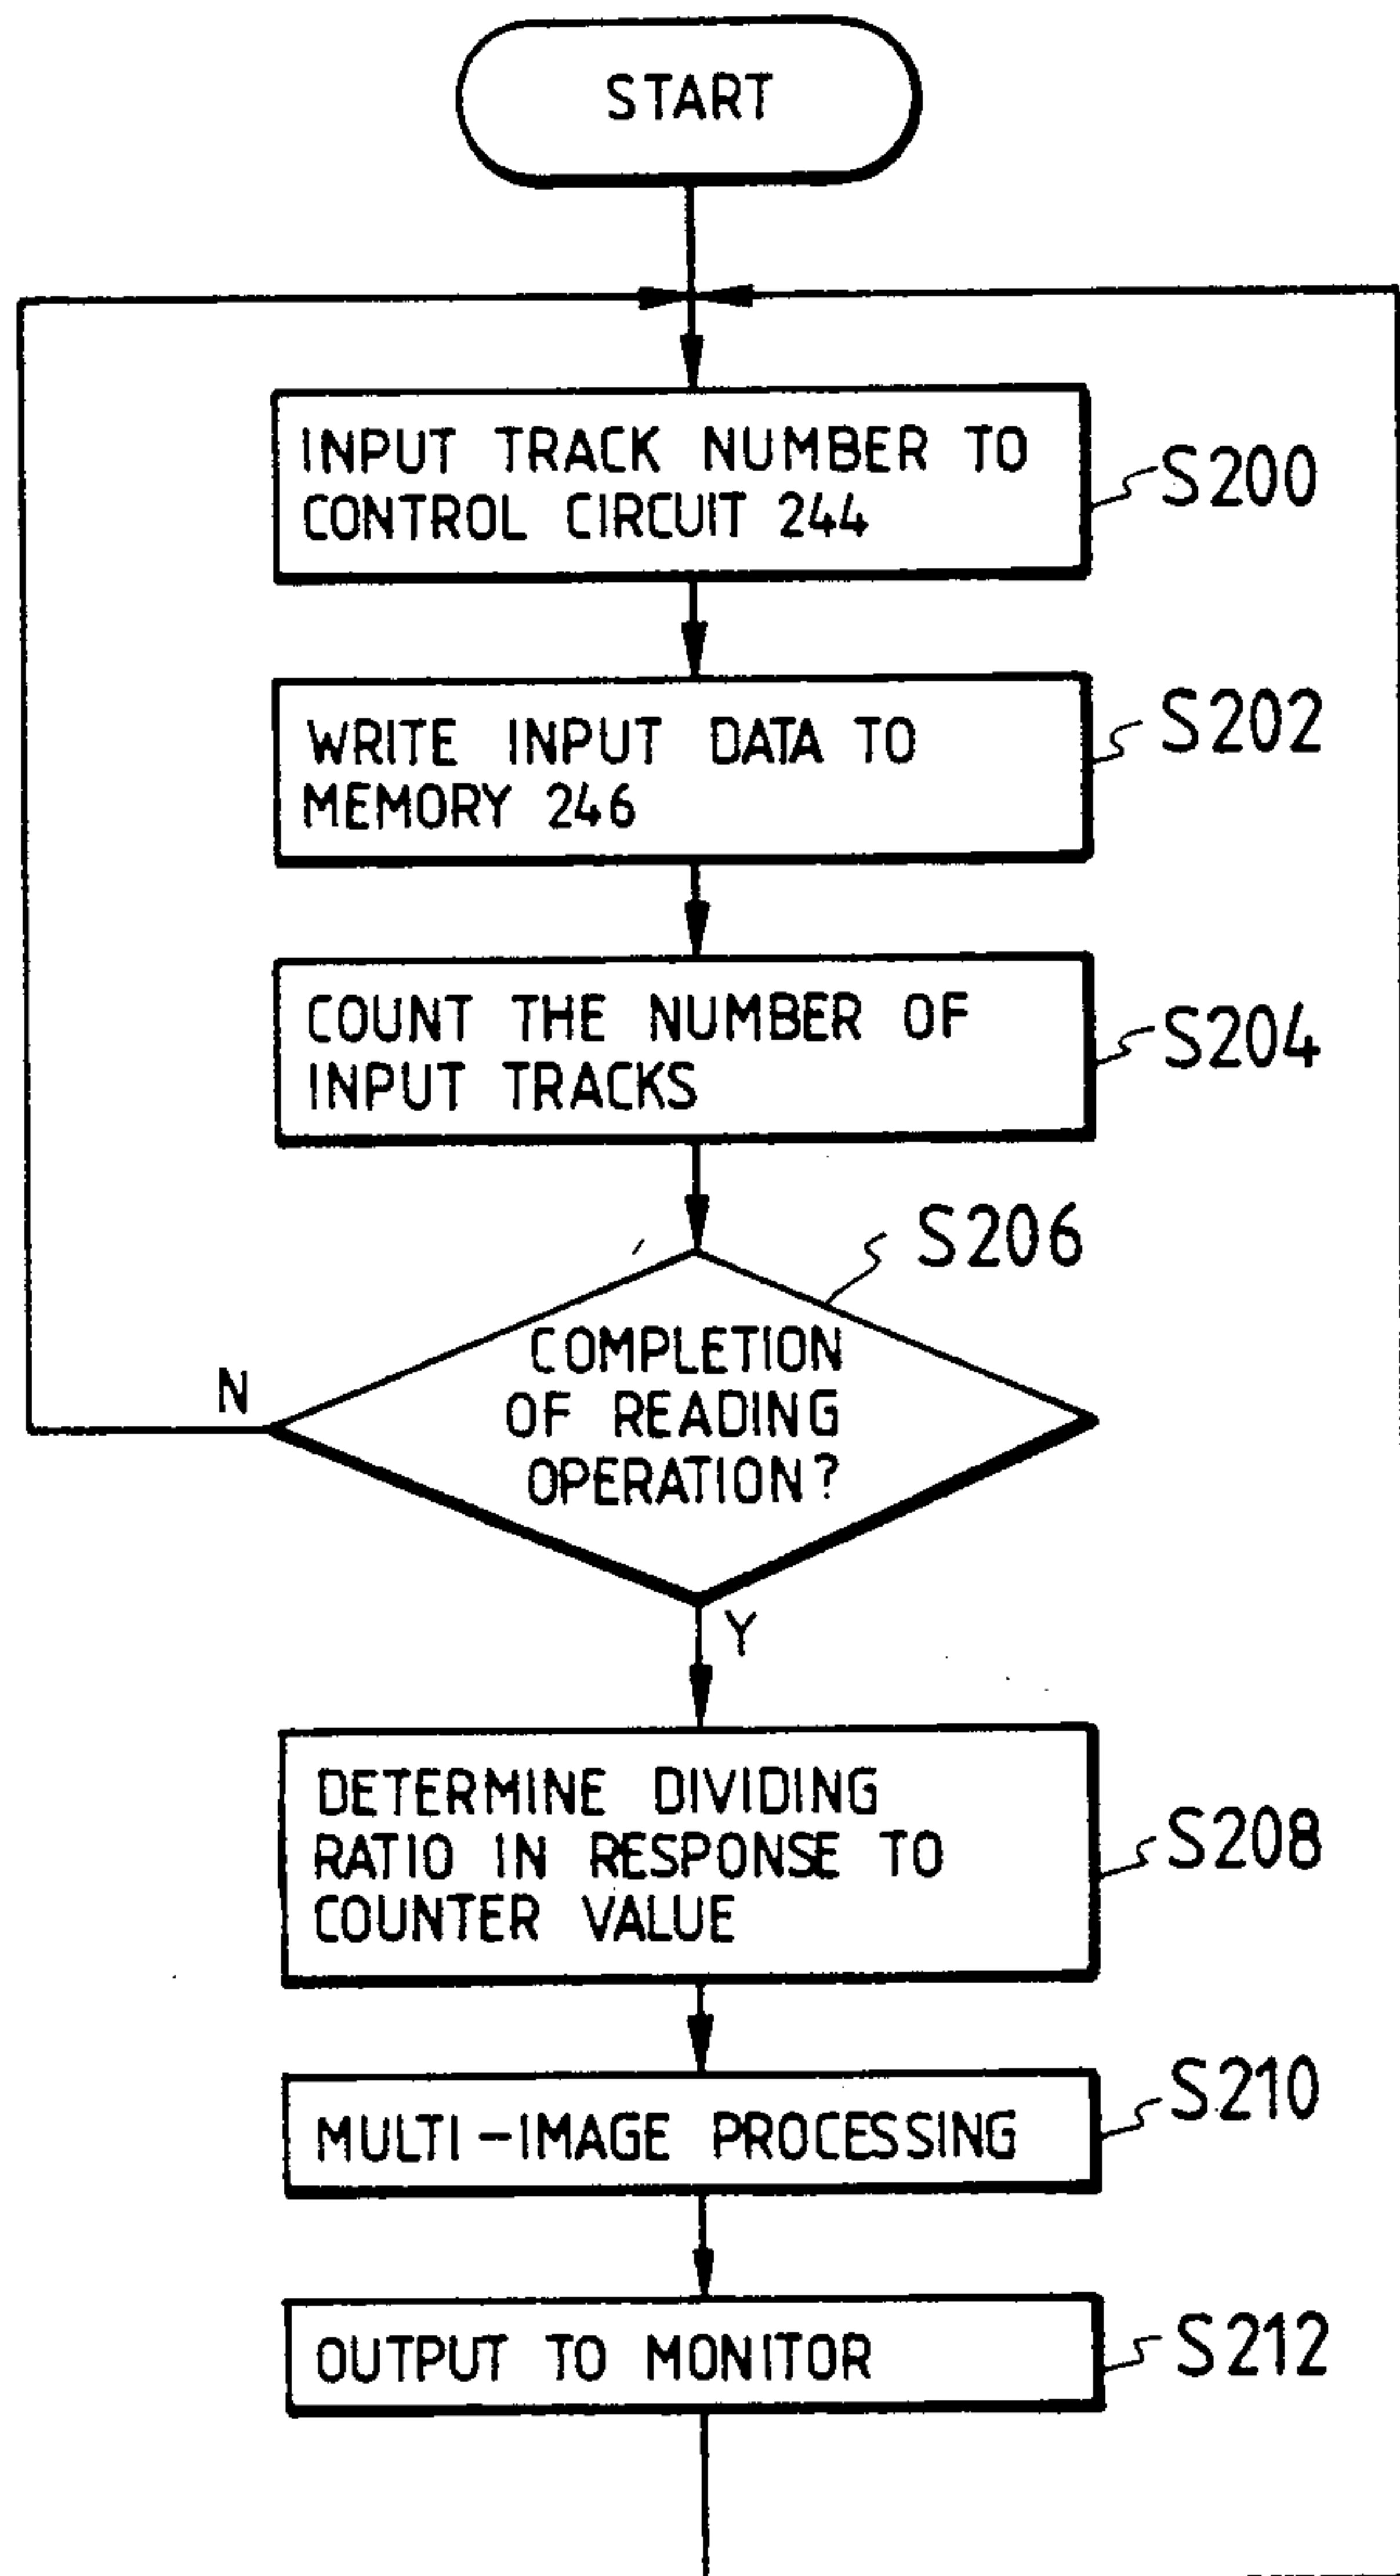 START
INPUT TRACK NUMBER TO
CONTROL CIRCUIT 244
S200
WRITE INPUT DATA TO
MEMORY 246
S202
COUNT THE NUMBER OF
INPUT TRACKS
S204
S206
COMPLETION
OF READING
OPERATION?
N
Y
DETERMINE DIVIDING
RATIO IN RESPONSE TO
COUNTER VALUE
S208
MULTI-IMAGE PROCESSING
S210
OUTPUT TO MONITOR
S212